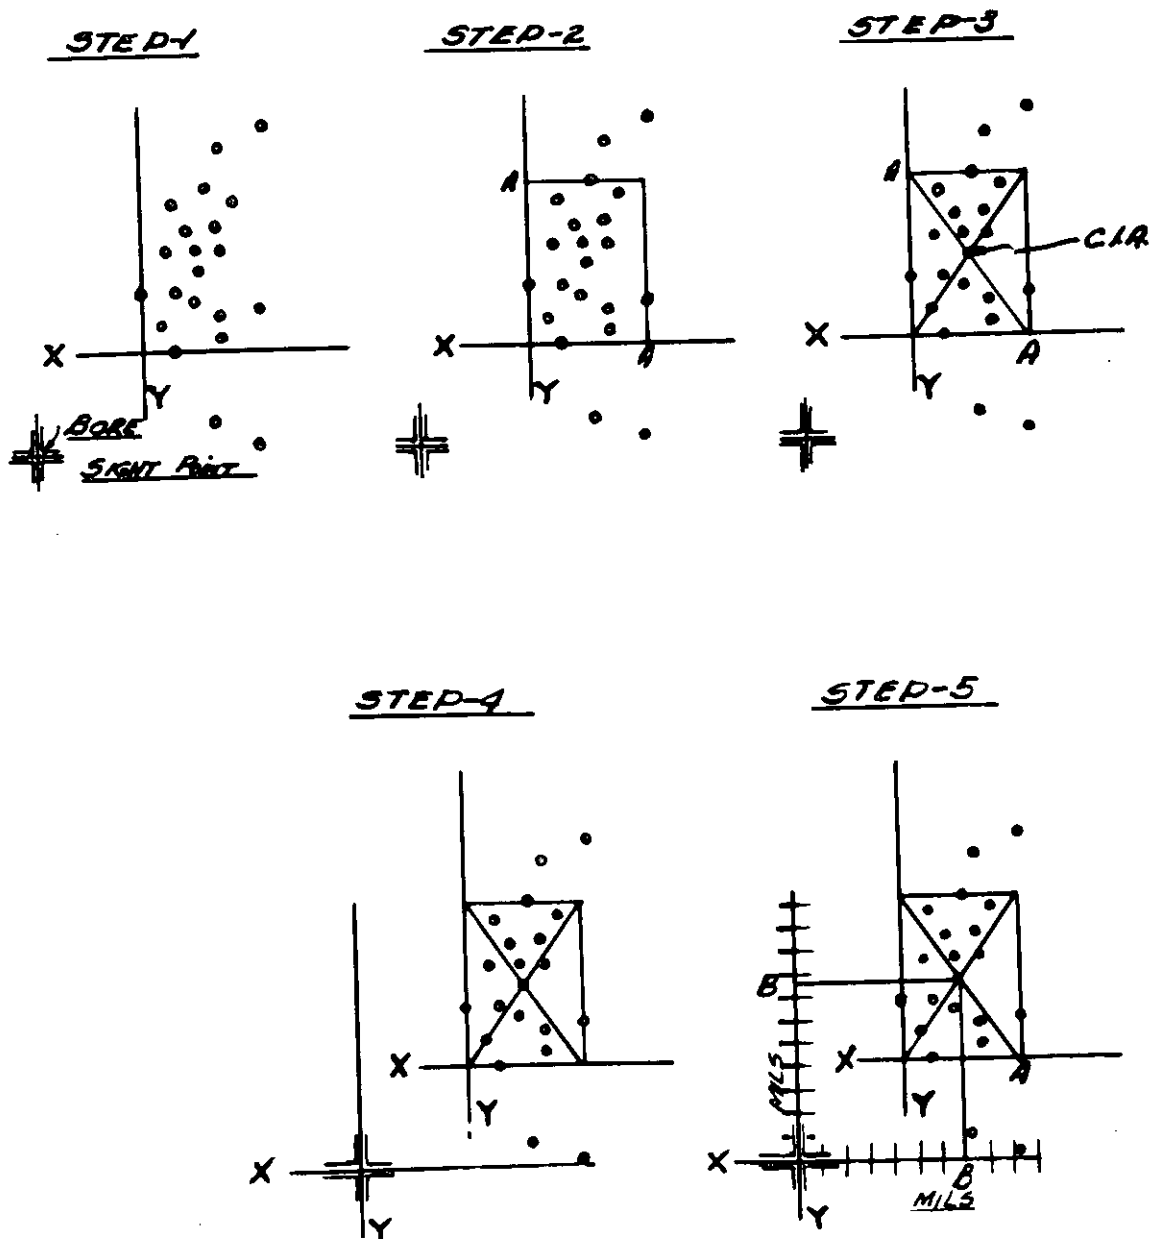 STEP-1
STEP-2
STEP-3
A
A
C.I.A.
X
X
A
X
A
Y
Y
Y
BORE
SIGHT POINT
STEP-4
STEP-5
B
MILS
X
X
A
Y
Y
X
X
B
MILS
Y
Y